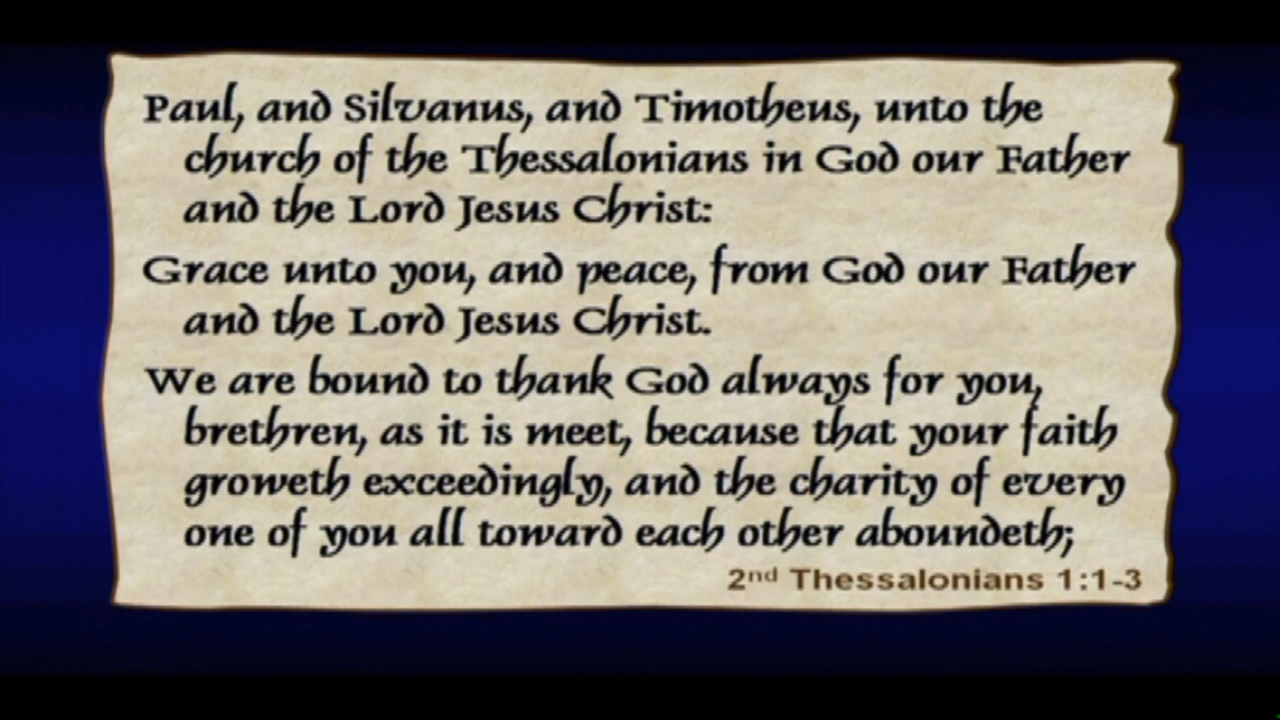 Paul, and Silvanus, and Timotheus, unto the
church of the Thessalonians in God our Father
and the Lord Jesus Christ:
Grace unto you, and peace, from God our Father
and the Lord Jesus Christ.
We are bound to thank God always for you,
brethren, as it is meet, because that your faith
groweth exceedingly, and the charity of every
one of you all toward each other aboundeth;
2nd Thessalonians 1:1-3